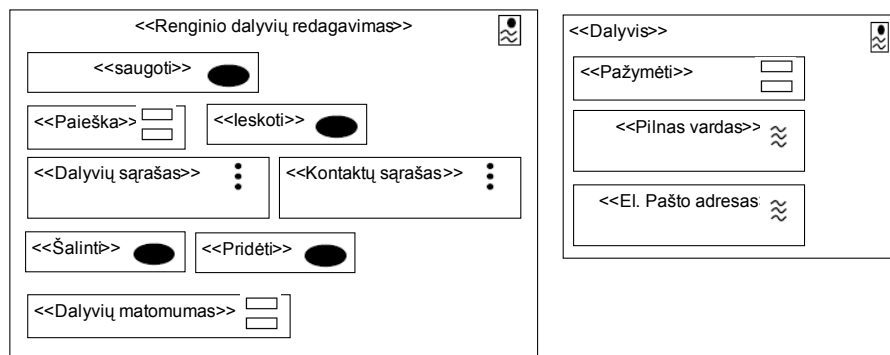 <<Renginio dalyvių redagavimas>>
<<saugoti>>
<<Paieška>>
<<Ieskoti>>
<<Dalyvių sąrašas>>
<<Kontaktų sąrašas>>
<<Šalinti>>
<<Pridėti>>
<<Dalyvių matomumas>>
<<Dalyvis>>
<<Pažymėti>>
<<Pilnas vardas>>
<<El. Pašto adresas